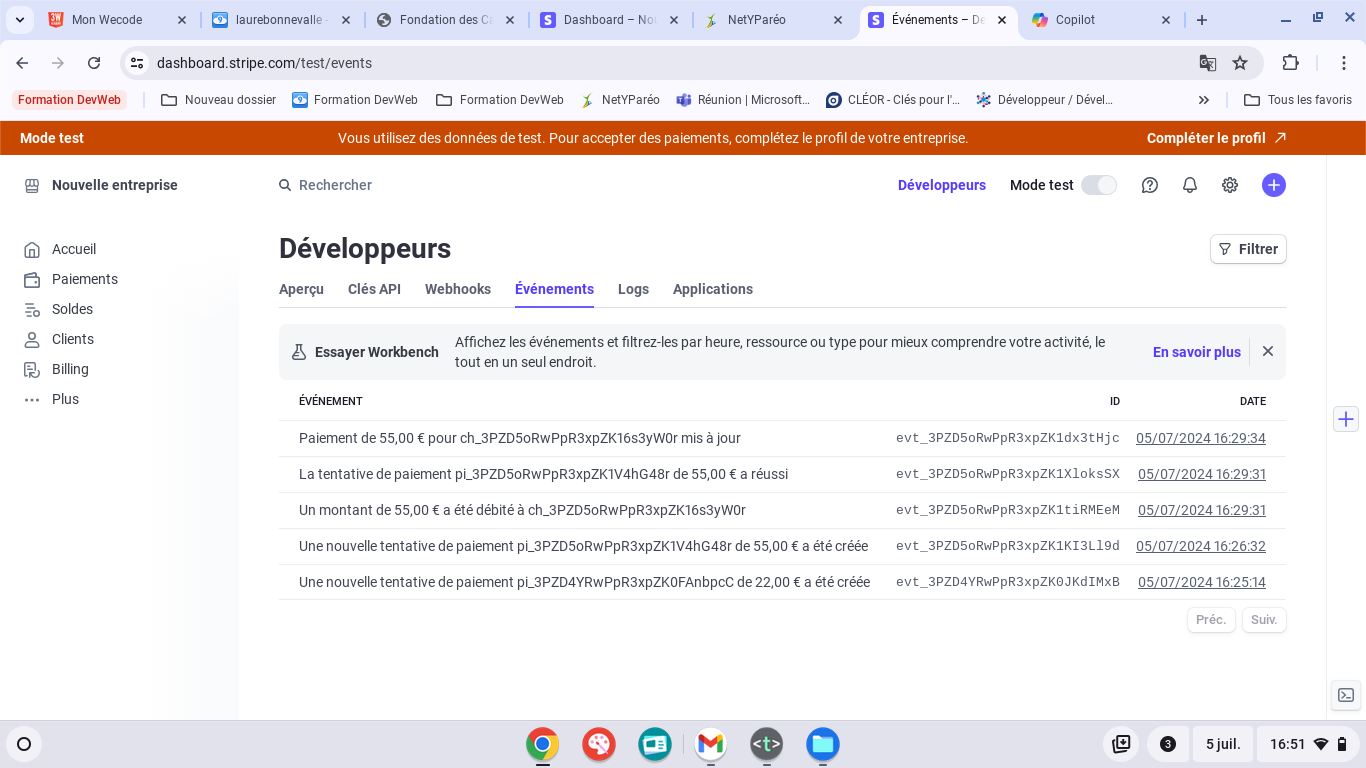 Mon Wecode
laurebonnevalle -
Fondation des Ca
Dashboard – No
NetYParéo
Événements – De
Copilot
dashboard.stripe.com/test/events
Formation DevWeb
Nouveau dossier
Formation DevWeb
Formation DevWeb
NetYParéo
Réunion | Microsoft...
CLÉOR - Clés pour l'...
Développeur / Dével...
Tous les favoris
Mode test
Vous utilisez des données de test. Pour accepter des paiements, complétez le profil de votre entreprise.
Compléter le profil
Nouvelle entreprise
Rechercher
Développeurs
Mode test
Accueil
Paiements
Soldes
Clients
Billing
Plus
Développeurs
Filtrer
Aperçu
Clés API
Webhooks
Événements
Logs
Applications
Essayer Workbench
Affichez les événements et filtrez-les par heure, ressource ou type pour mieux comprendre votre activité, le
tout en un seul endroit.
En savoir plus
ÉVÉNEMENT ID DATE
Paiement de 55,00 € pour ch_3PZD5oRwPpR3xpZK16s3yW0r mis à jour evt_3PZD5oRwPpR3xpZK1dx3tHjc 05/07/2024 16:29:34
La tentative de paiement pi_3PZD5oRwPpR3xpZK1V4hG48r de 55,00 € a réussi evt_3PZD5oRwPpR3xpZK1XloksSX 05/07/2024 16:29:31
Un montant de 55,00 € a été débité à ch_3PZD5oRwPpR3xpZK16s3yW0r evt_3PZD5oRwPpR3xpZK1tiRMEeM 05/07/2024 16:29:31
Une nouvelle tentative de paiement pi_3PZD5oRwPpR3xpZK1V4hG48r de 55,00 € a été créée evt_3PZD5oRwPpR3xpZK1KI3Ll9d 05/07/2024 16:26:32
Une nouvelle tentative de paiement pi_3PZD4YRwPpR3xpZK0FAnbpcC de 22,00 € a été créée evt_3PZD4YRwPpR3xpZK0JKdIMxB 05/07/2024 16:25:14
Préc.
Suiv.
<t>
3
5 juil.
16:51